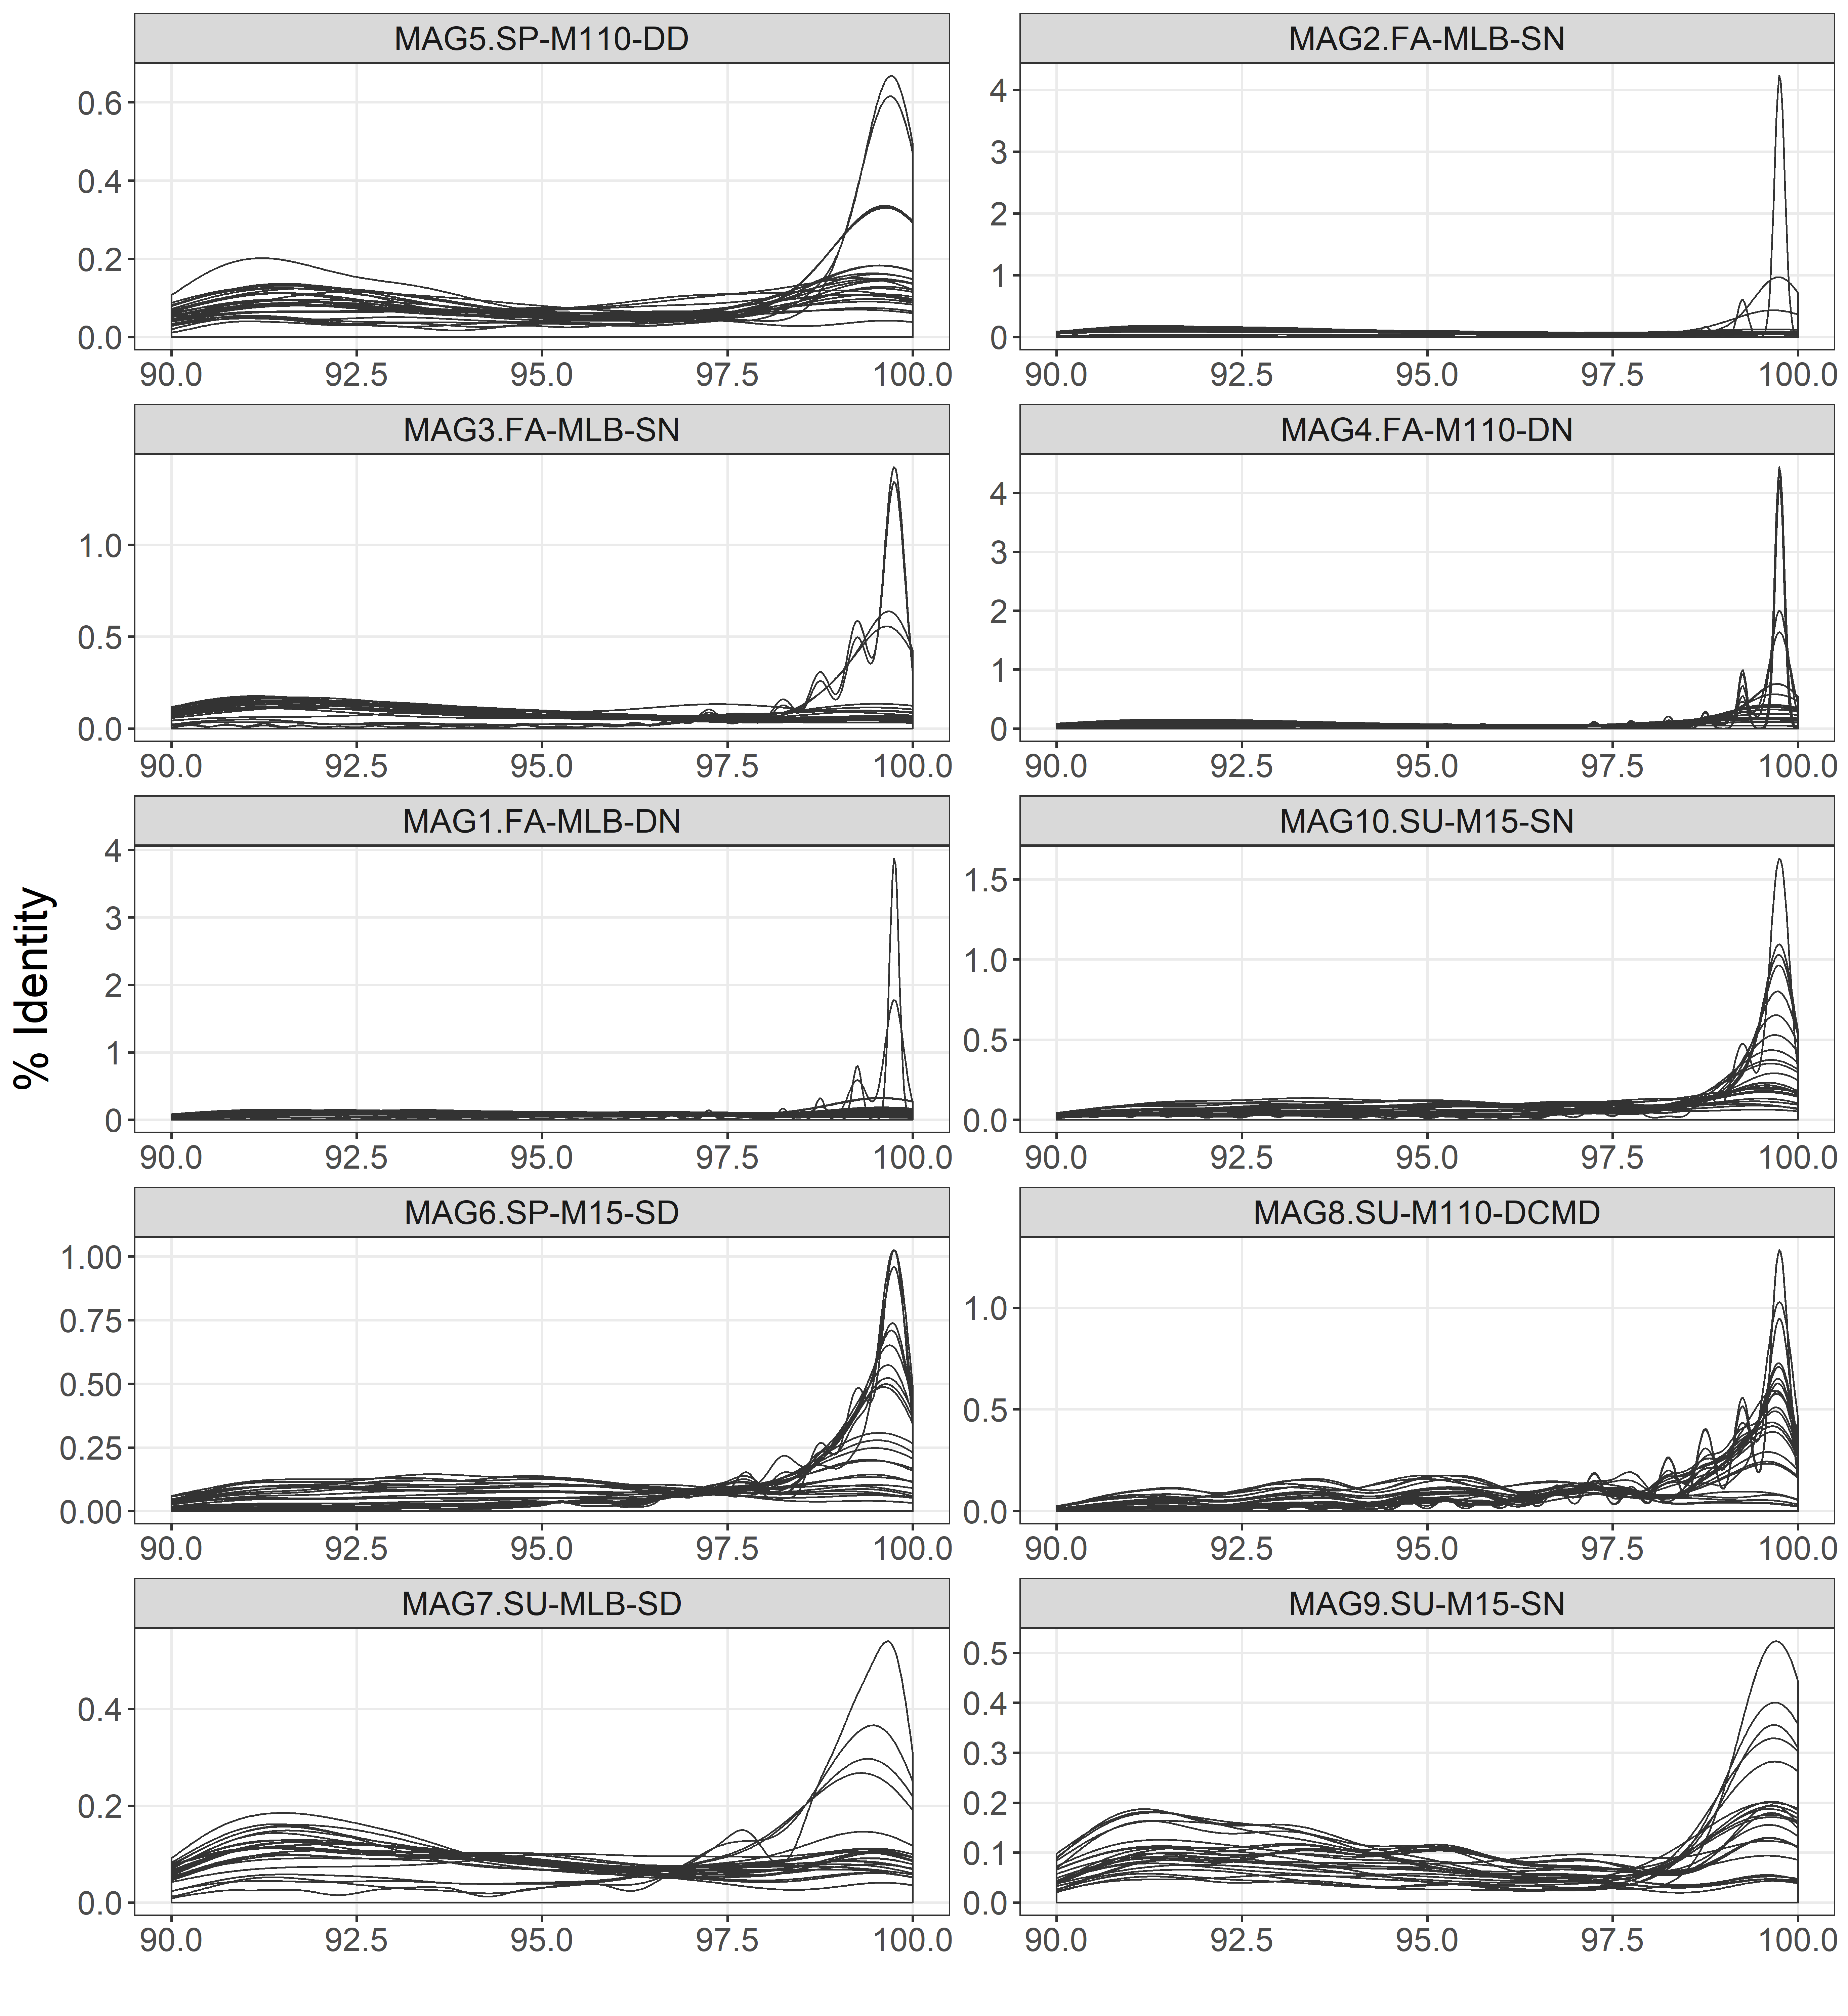 MAG5.SP-M110-DD
0.6
0.4
0.2
0.0
90.0 92.5 95.0 97.5 100.0
MAG2.FA-MLB-SN
4
3
2
1
0
90.0 92.5 95.0 97.5 100.0
MAG3.FA-MLB-SN
1.0
0.5
0.0
90.0 92.5 95.0 97.5 100.0
MAG4.FA-M110-DN
4
3
2
1
0
90.0 92.5 95.0 97.5 100.0
% Identity
MAG1.FA-MLB-DN
4
3
2
1
0
90.0 92.5 95.0 97.5 100.0
MAG10.SU-M15-SN
1.5
1.0
0.5
0.0
90.0 92.5 95.0 97.5 100.0
MAG6.SP-M15-SD
1.00
0.75
0.50
0.25
0.00
90.0 92.5 95.0 97.5 100.0
MAG8.SU-M110-DCMD
1.0
0.5
0.0
90.0 92.5 95.0 97.5 100.0
MAG7.SU-MLB-SD
0.4
0.2
0.0
90.0 92.5 95.0 97.5 100.0
MAG9.SU-M15-SN
0.5
0.4
0.3
0.2
0.1
0.0
90.0 92.5 95.0 97.5 100.0